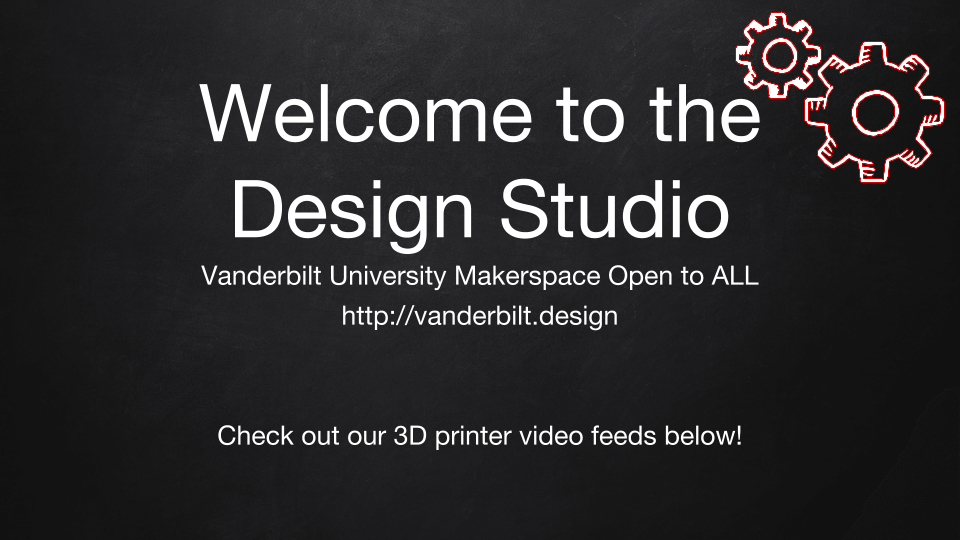 Welcome to the
Design Studio
Vanderbilt University Makerspace Open to ALL
http://vanderbilt.design
Check out our 3D printer video feeds below!